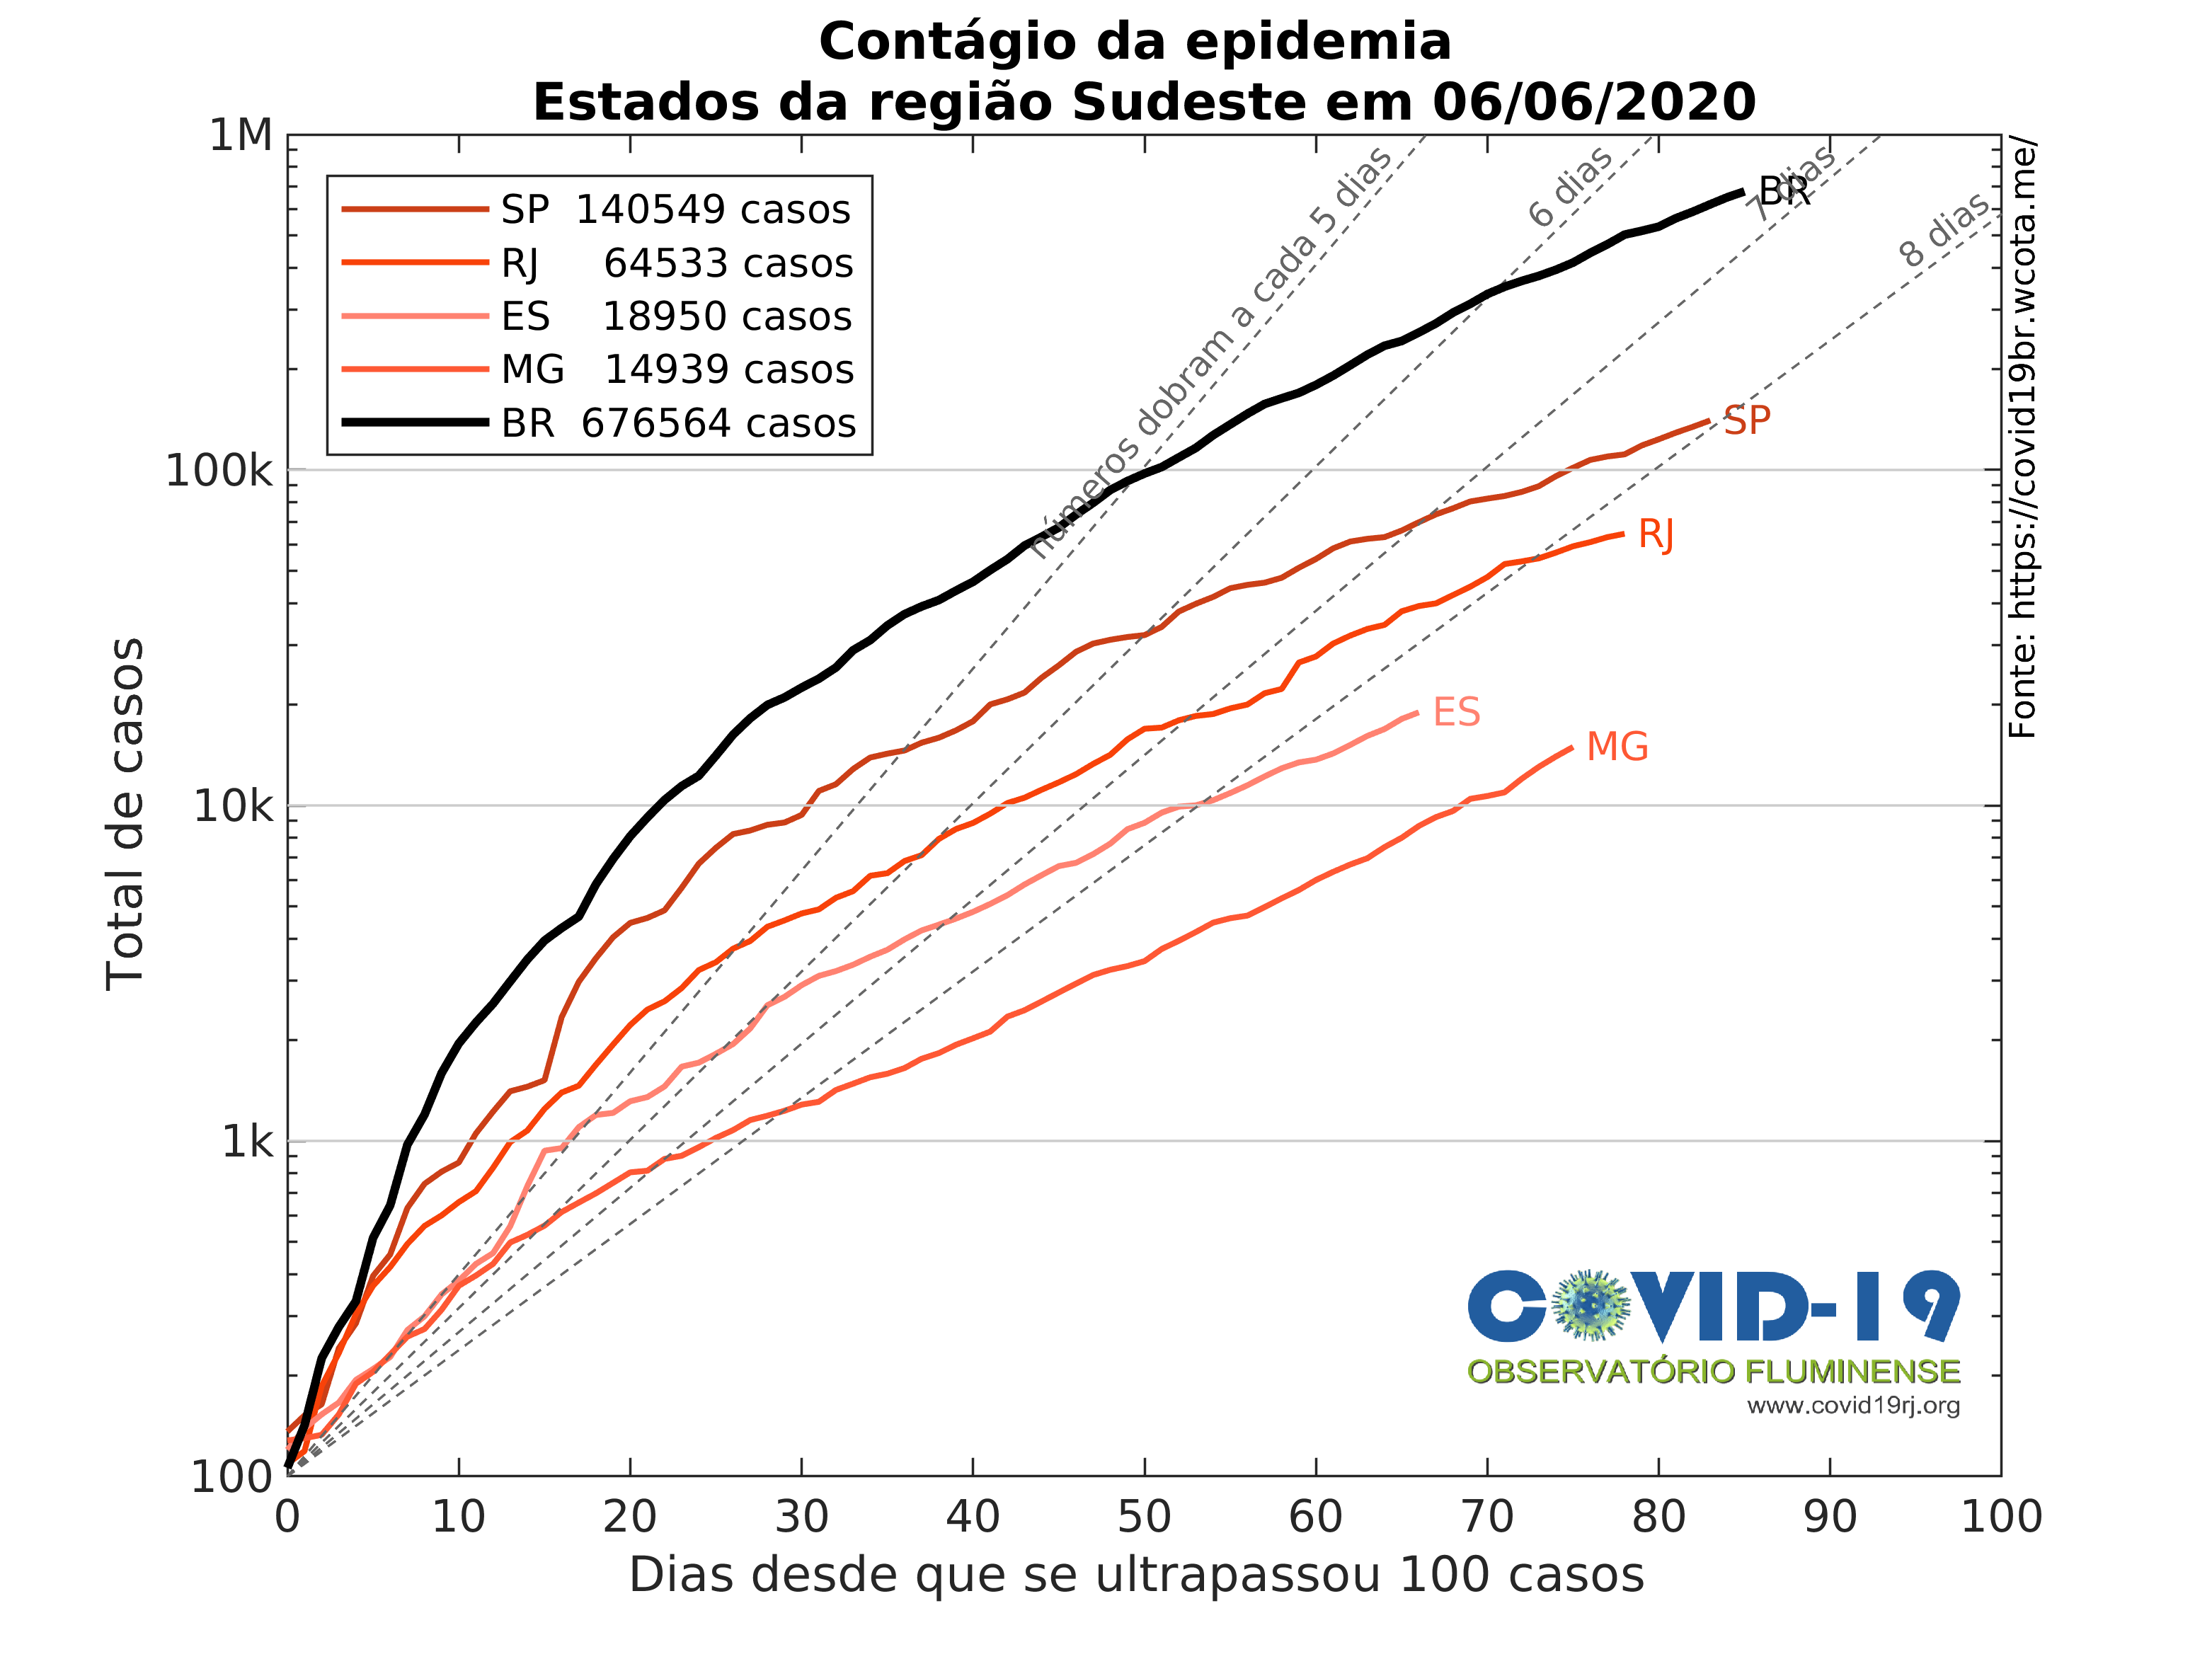 Contágio da epidemia
Estados da região Sudeste em 06/06/2020
1M
100k
10k
1k
100
Total de casos
SP 140549 casos
RJ 64533 casos
ES 18950 casos
MG 14939 casos
BR 676564 casos
números dobram a cada 5 dias
6 dias
7 dias
8 dias
BR
SP
RJ
ES
MG
Fonte: https://covid19br.wcota.me/
COVID-19
OBSERVATÓRIO FLUMINENSE
www.covid19rj.org
0 10 20 30 40 50 60 70 80 90 100
Dias desde que se ultrapassou 100 casos